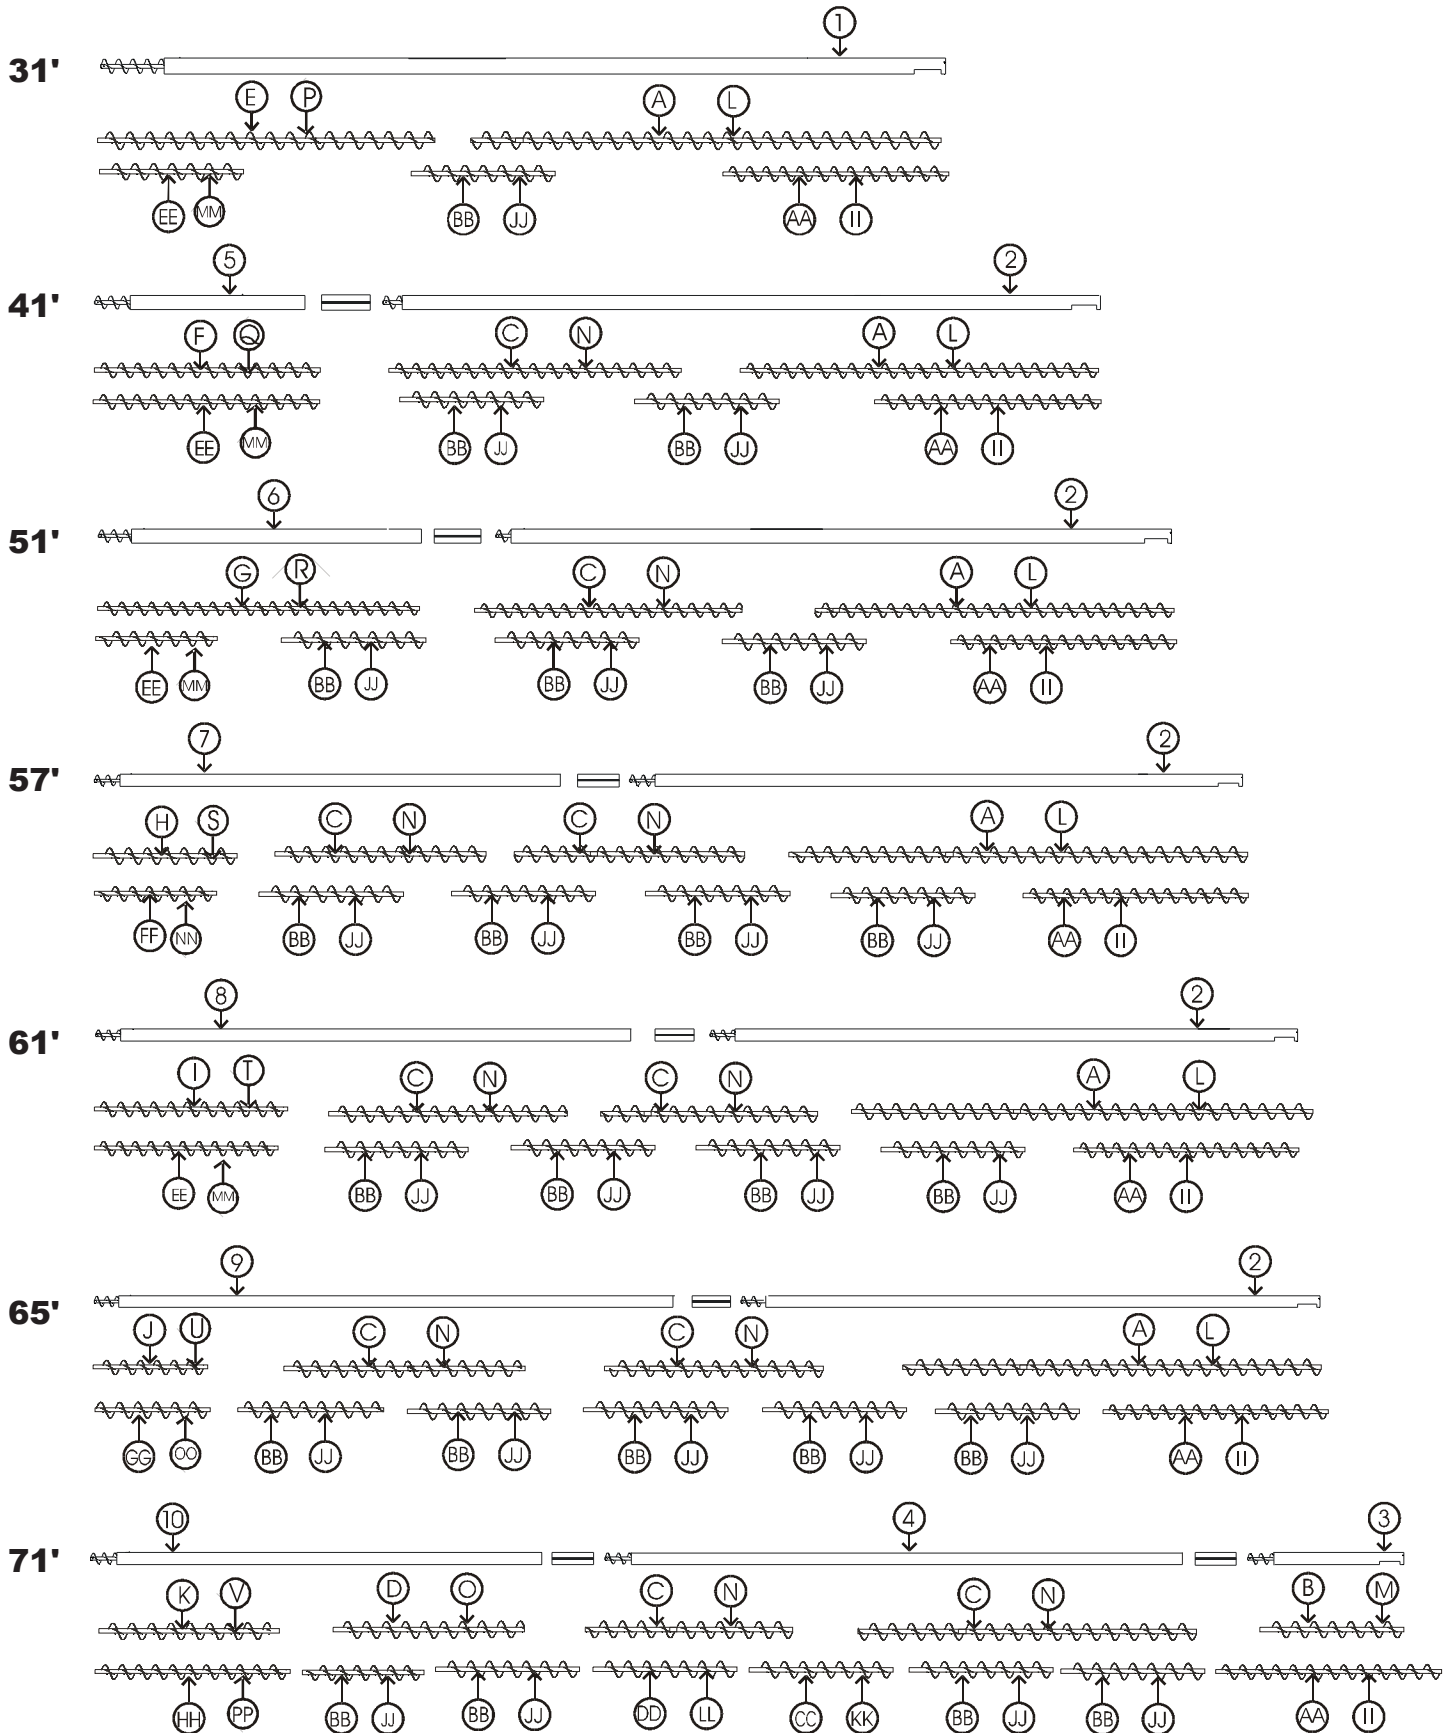 1
31'
E P A L
EE MM BB JJ AA II
5 2
41'
F Q C N A L
EE MM BB JJ BB JJ AA II
6 2
51'
G R C N A L
EE MM BB JJ BB JJ BB JJ AA II
7 2
57'
H S C N C N A L
FF NN BB JJ BB JJ BB JJ BB JJ AA II
8 2
61'
I T C N C N A L
EE MM BB JJ BB JJ BB JJ BB JJ AA II
9 2
65'
J U C N C N A L
GG OO BB JJ BB JJ BB JJ BB JJ BB JJ AA II
10 4 3
71'
K V D O C N C N B M
HH PP BB JJ BB JJ DD LL CC KK BB JJ BB JJ AA II